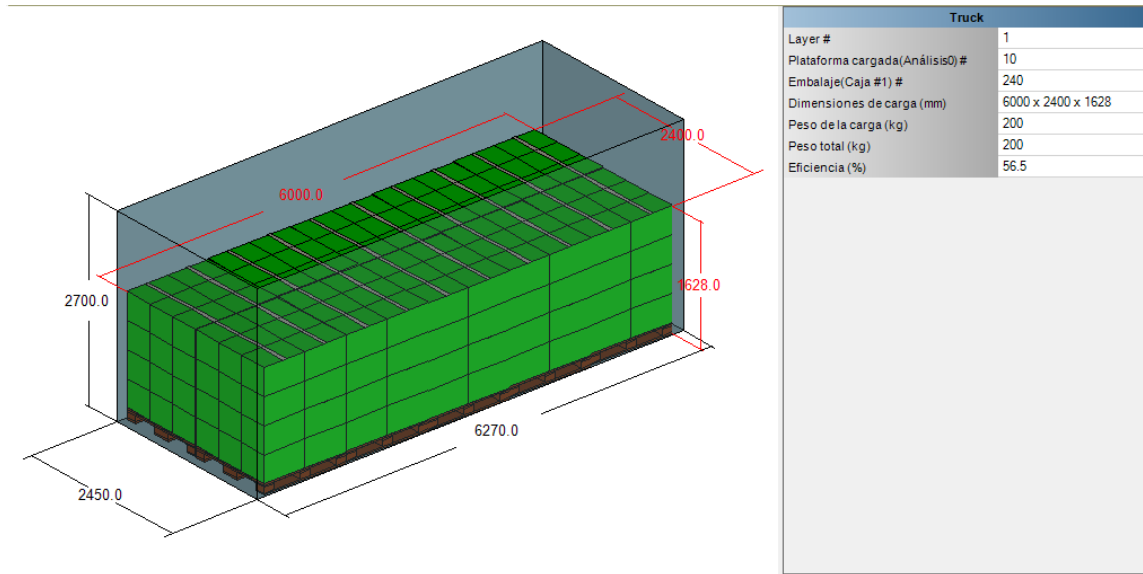 Truck
Layer # 1
Plataforma cargada(Análisis0) # 10
Embalaje(Caja #1) # 240
Dimensiones de carga (mm) 6000 x 2400 x 1628
Peso de la carga (kg) 200
Peso total (kg) 200
Eficiencia (%) 56.5
2400.0
6000.0
2700.0
1628.0
6270.0
2450.0